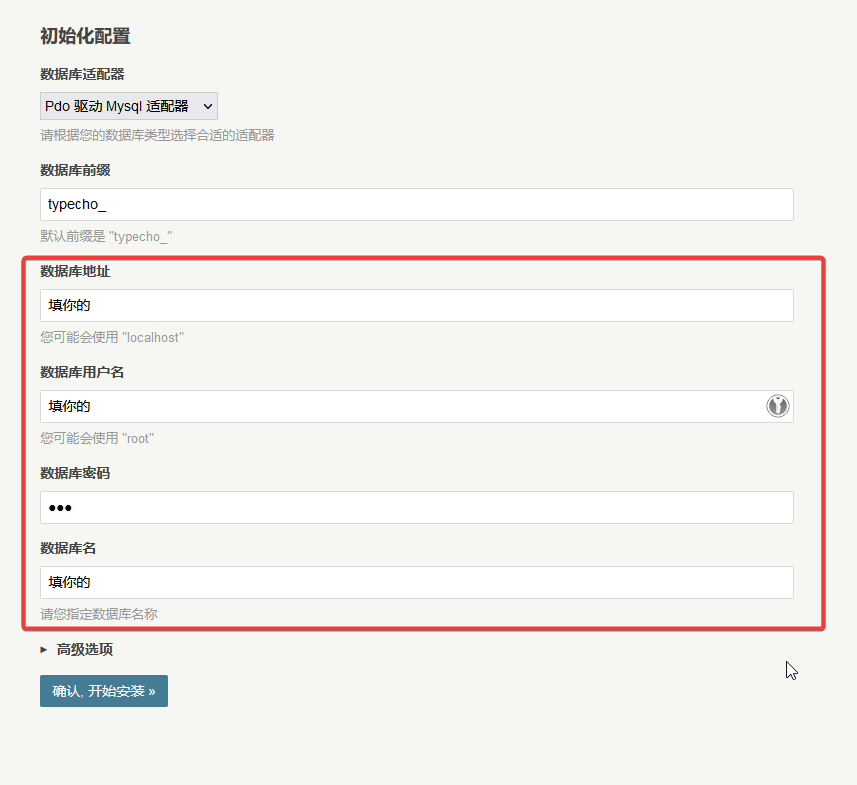 初始化配置
数据库适配器
Pdo 驱动 Mysql 适配器
请根据您的数据库类型选择合适的适配器
数据库前缀
typecho_
默认前缀是 "typecho_"
数据库地址
填你的
您可能会使用 "localhost"
数据库用户名
填你的
您可能会使用 "root"
数据库密码
●●●
数据库名
填你的
请您指定数据库名称
高级选项
确认, 开始安装 »